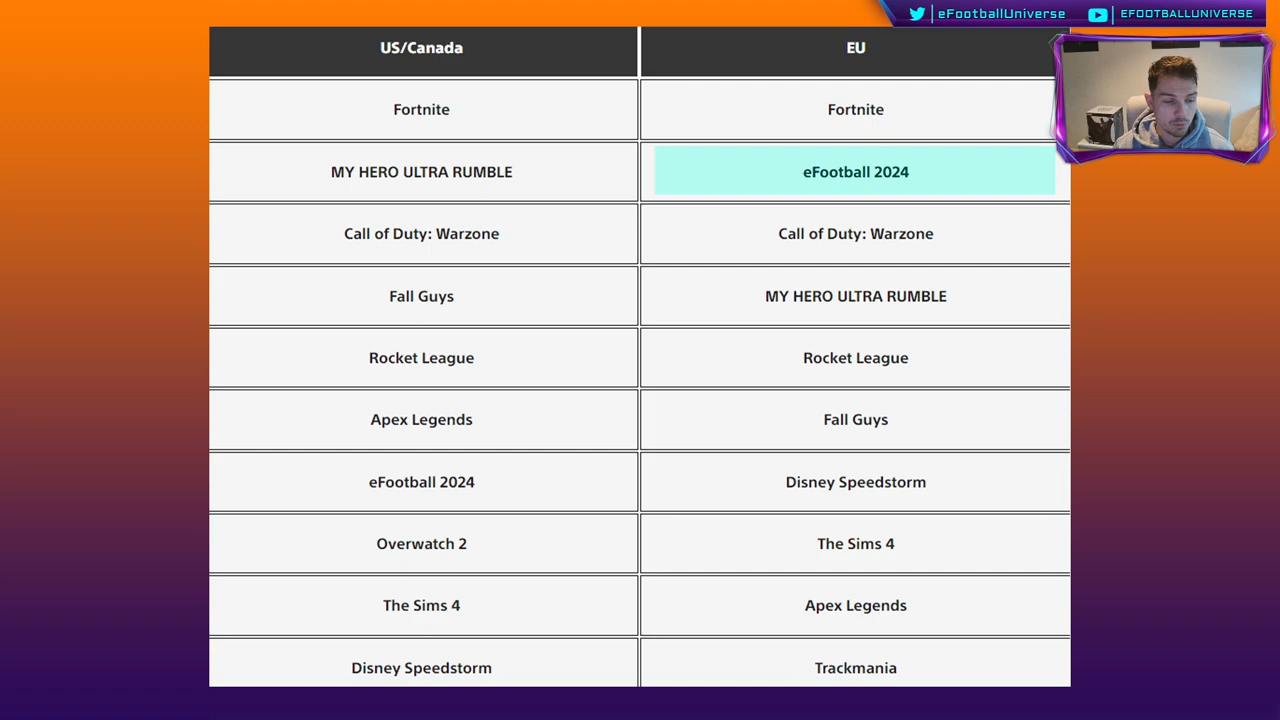 eFootballUniverse
EFOOTBALLUNIVERSE
US/Canada EU
Fortnite Fortnite
MY HERO ULTRA RUMBLE eFootball 2024
Call of Duty: Warzone Call of Duty: Warzone
Fall Guys MY HERO ULTRA RUMBLE
Rocket League Rocket League
Apex Legends Fall Guys
eFootball 2024 Disney Speedstorm
Overwatch 2 The Sims 4
The Sims 4 Apex Legends
Disney Speedstorm Trackmania